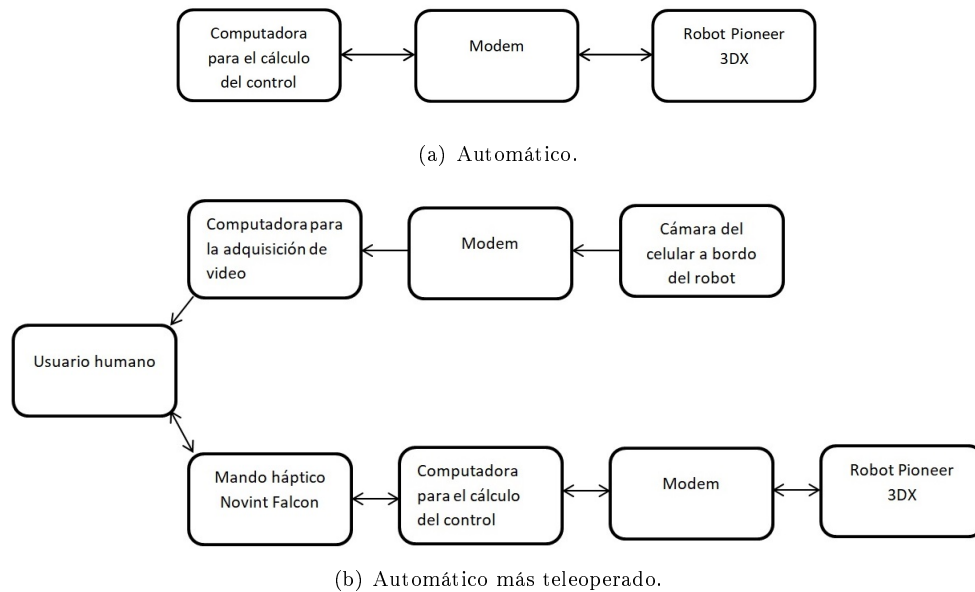 Computadora
para el cálculo
del control
Modem
Robot Pioneer
3DX
(a) Automático.
Computadora para
la adquisición de
video
Modem
Cámara del
celular a bordo
del robot
Usuario humano
Mando háptico
Novint Falcon
Computadora
para el cálculo
del control
Modem
Robot Pioneer
3DX
(b) Automático más teleoperado.